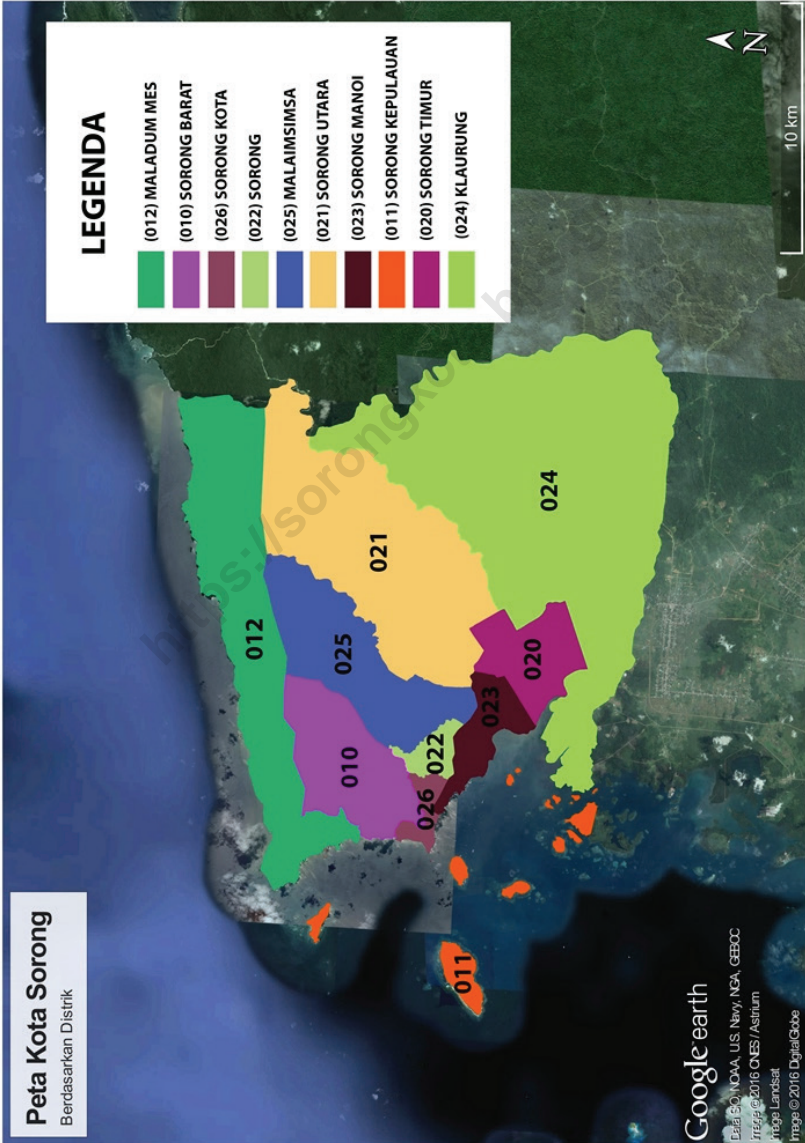 Peta Kota Sorong
Berdasarkan Distrik
LEGENDA
(012) MALADUM MES
(010) SORONG BARAT
(026) SORONG KOTA
(022) SORONG
(025) MALAIMSIMSA
(021) SORONG UTARA
(023) SORONG MANOI
(011) SORONG KEPULAUAN
(020) SORONG TIMUR
(024) KLAURUNG
012
025
021
010
022
026
023
020
024
011
N
10 km
Google earth
Data SIO, NOAA, U.S. Navy, NGA, GEBCO
Image © 2016 CNES / Astrium
Image Landsat
Image © 2016 DigitalGlobe